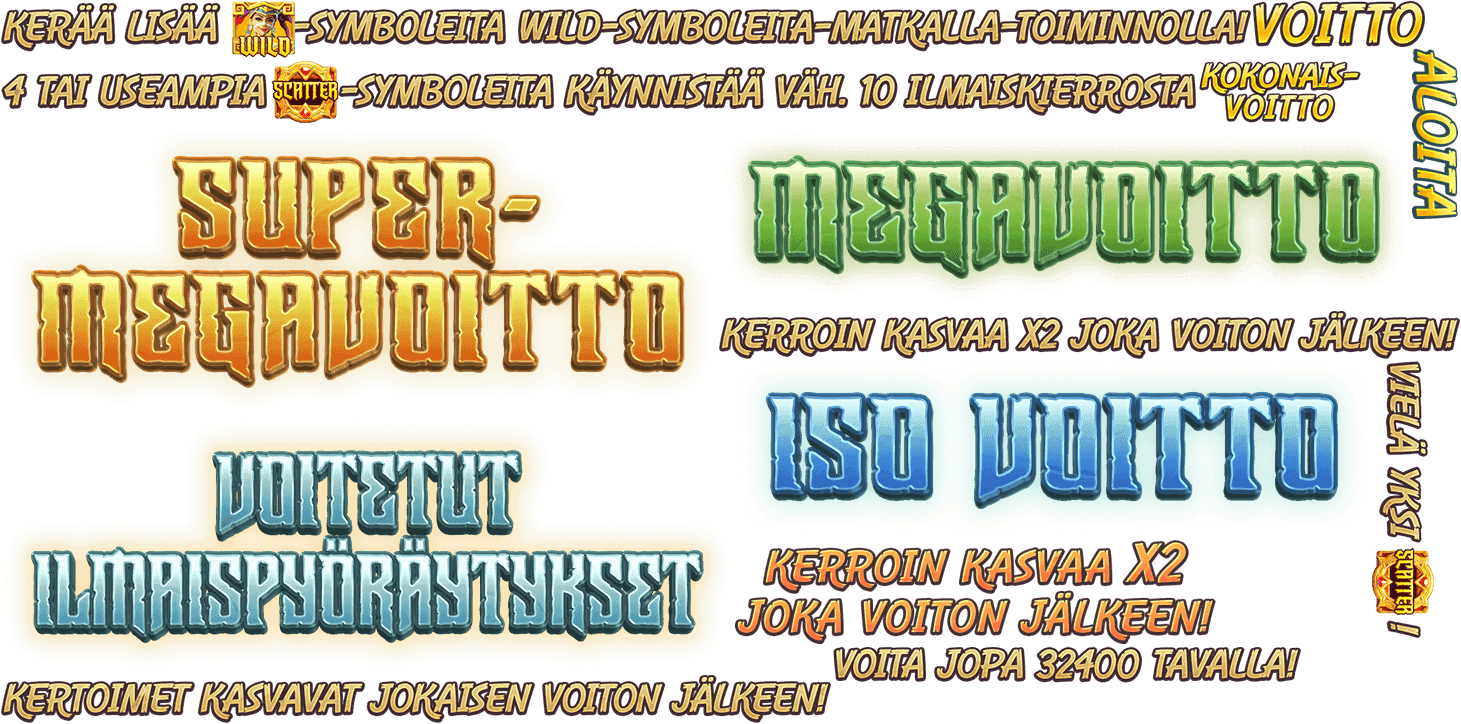 KERÄÄ LISÄÄ WILD-SYMBOLEITA WILD-SYMBOLEITA-MATKALLA-TOIMINNOLLA!
VOITTO
4 TAI USEAMPIA SCATTER-SYMBOLEITA KÄYNNISTÄÄ VÄH. 10 ILMAISKIERROSTA
KOKONAIS-
VOITTO
ALOITA
SUPER-
MEGAVOITTO
MEGAVOITTO
KERROIN KASVAA X2 JOKA VOITON JÄLKEEN!
ISO VOITTO
VIELÄ YKSI SCATTER!
VOITETUT
ILMAISPYÖRÄYTYKSET
KERROIN KASVAA X2
JOKA VOITON JÄLKEEN!
VOITA JOPA 32400 TAVALLA!
KERTOIMET KASVAVAT JOKAISEN VOITON JÄLKEEN!